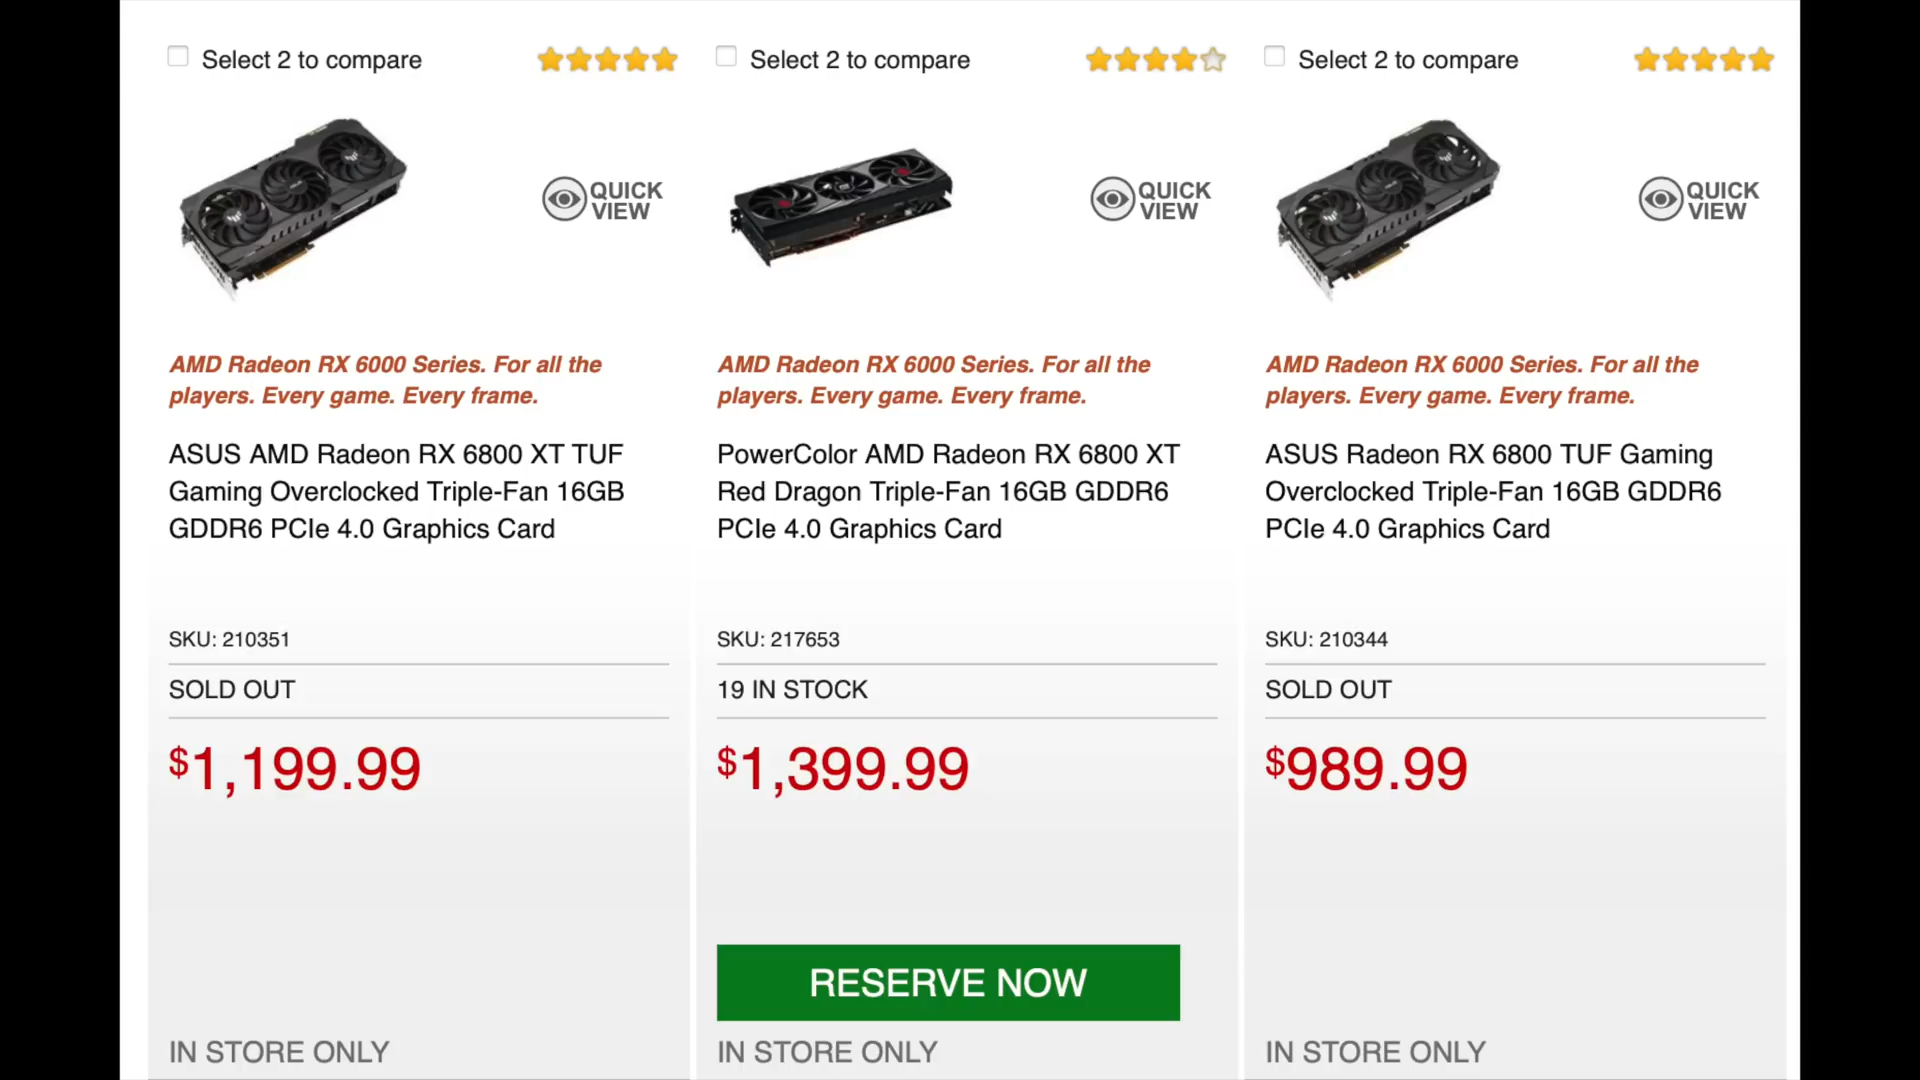 Select 2 to compare
QUICK
VIEW
AMD Radeon RX 6000 Series. For all the
players. Every game. Every frame.
ASUS AMD Radeon RX 6800 XT TUF
Gaming Overclocked Triple-Fan 16GB
GDDR6 PCIe 4.0 Graphics Card
SKU: 210351
SOLD OUT
$1,199.99
IN STORE ONLY
Select 2 to compare
QUICK
VIEW
AMD Radeon RX 6000 Series. For all the
players. Every game. Every frame.
PowerColor AMD Radeon RX 6800 XT
Red Dragon Triple-Fan 16GB GDDR6
PCIe 4.0 Graphics Card
SKU: 217653
19 IN STOCK
$1,399.99
RESERVE NOW
IN STORE ONLY
Select 2 to compare
QUICK
VIEW
AMD Radeon RX 6000 Series. For all the
players. Every game. Every frame.
ASUS Radeon RX 6800 TUF Gaming
Overclocked Triple-Fan 16GB GDDR6
PCIe 4.0 Graphics Card
SKU: 210344
SOLD OUT
$989.99
IN STORE ONLY